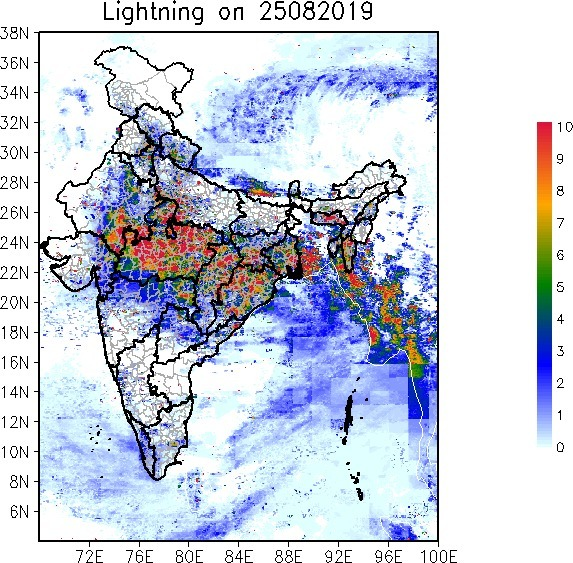 Lightning on 25082019
38N
36N
34N
32N
30N
28N
26N
24N
22N
20N
18N
16N
14N
12N
10N
8N
6N
72E 76E 80E 84E 88E 92E 96E 100E
10
9
8
7
6
5
4
3
2
1
0